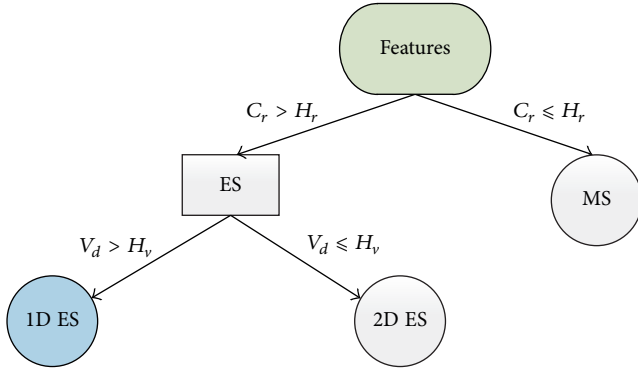 Features
C_r > H_r
C_r ⩽ H_r
ES
MS
V_d > H_v
V_d ⩽ H_v
1D ES
2D ES